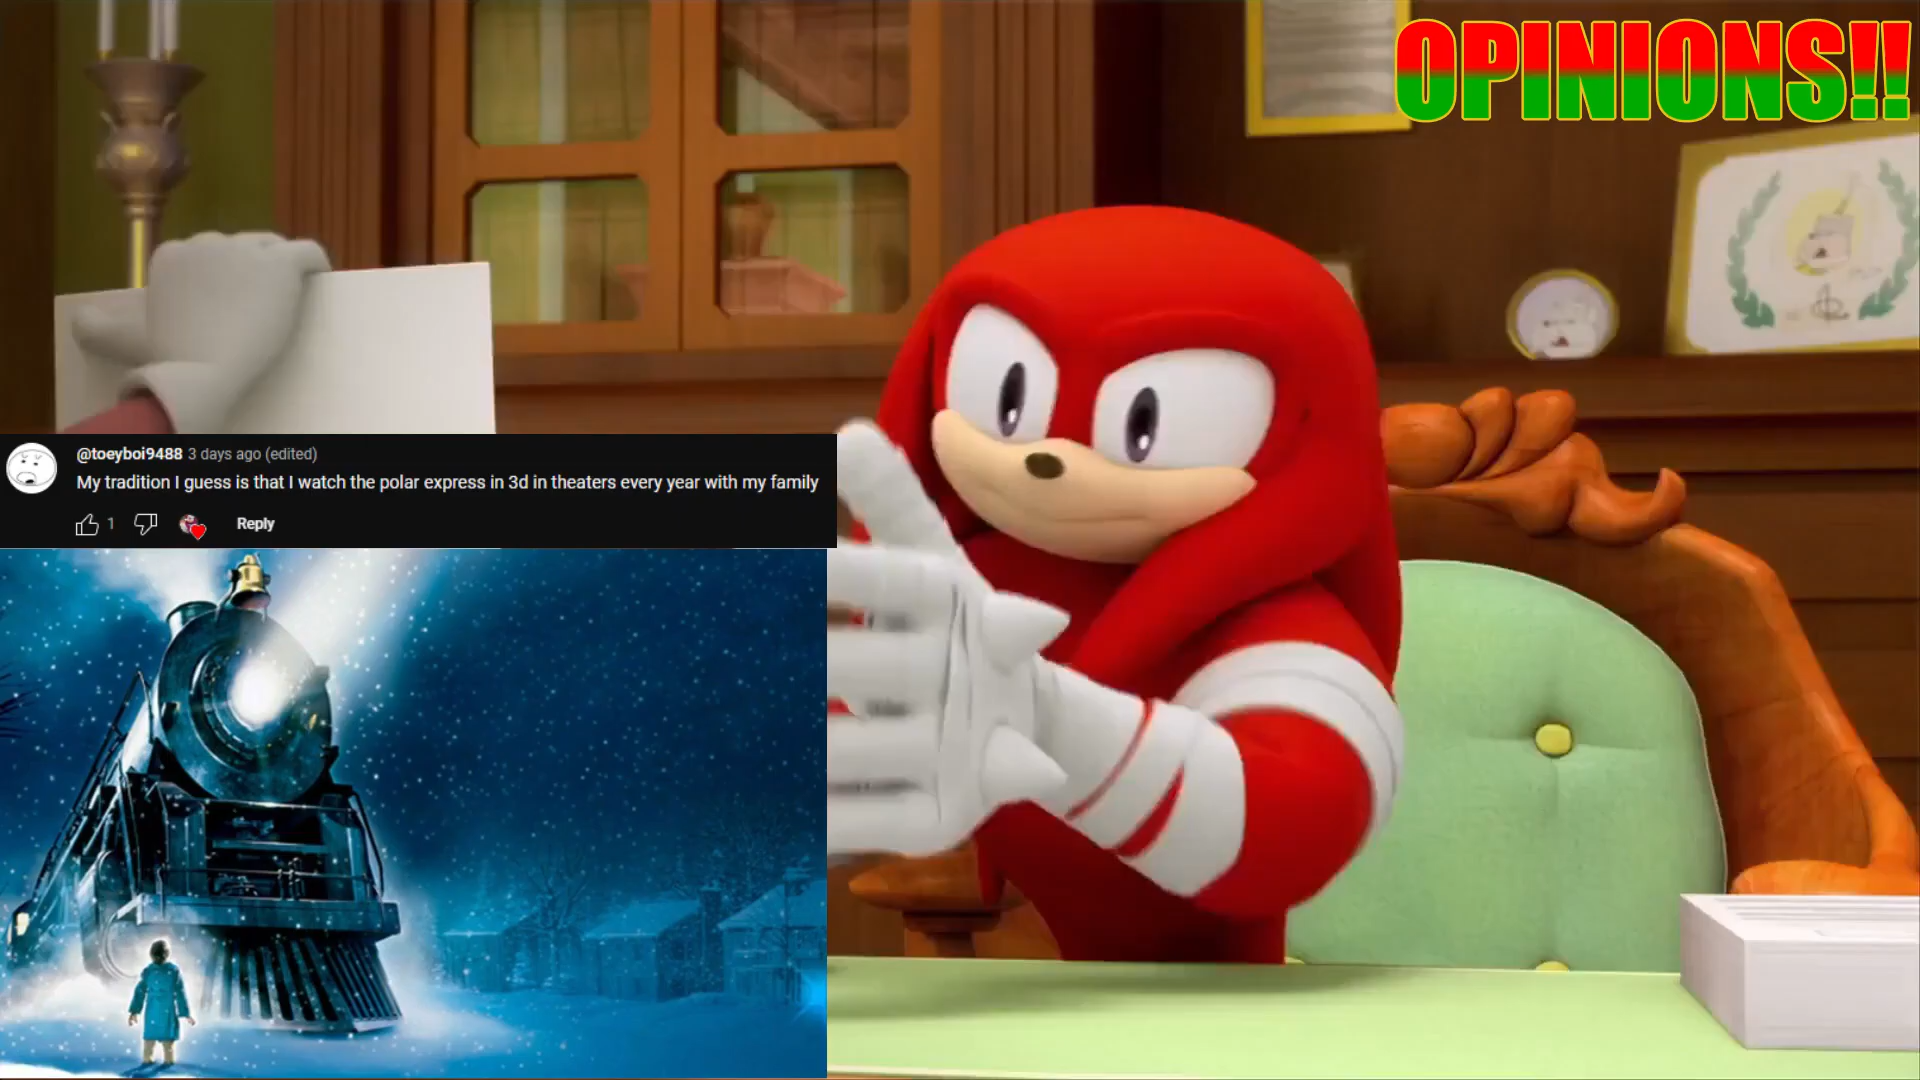 OPINIONS!!
@toeyboi9488 3 days ago (edited)
My tradition I guess is that I watch the polar express in 3d in theaters every year with my family
1
Reply